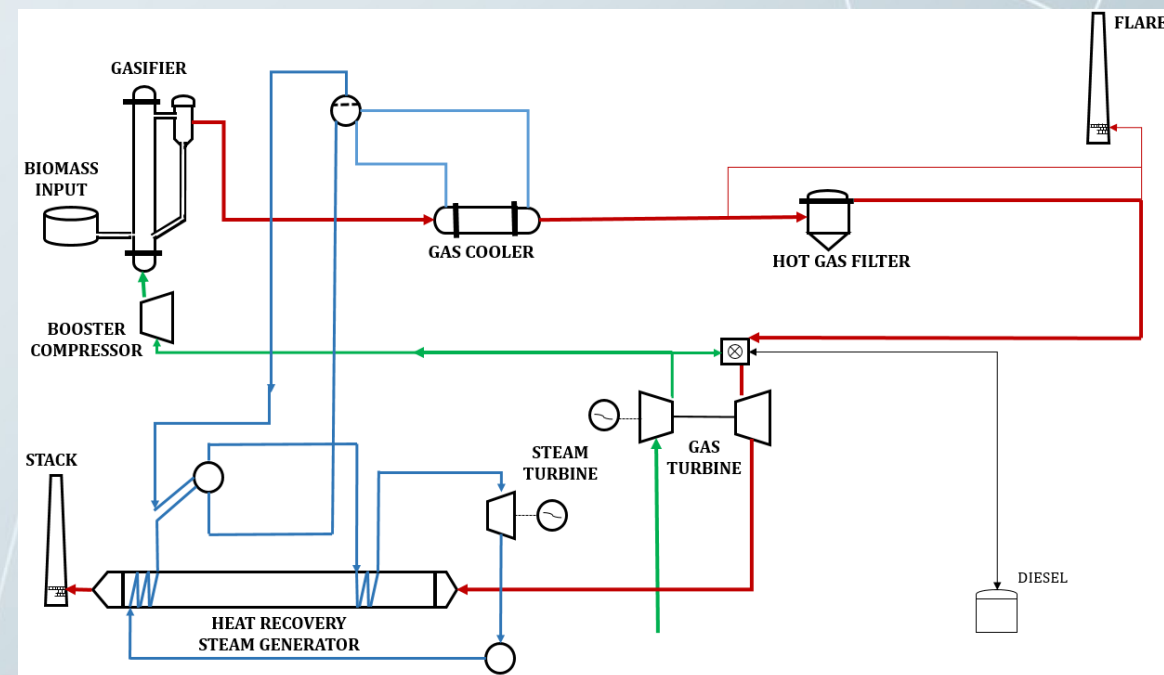 FLARE
GASIFIER
BIOMASS
INPUT
GAS COOLER
HOT GAS FILTER
BOOSTER
COMPRESSOR
STACK
STEAM
TURBINE
GAS
TURBINE
DIESEL
HEAT RECOVERY
STEAM GENERATOR